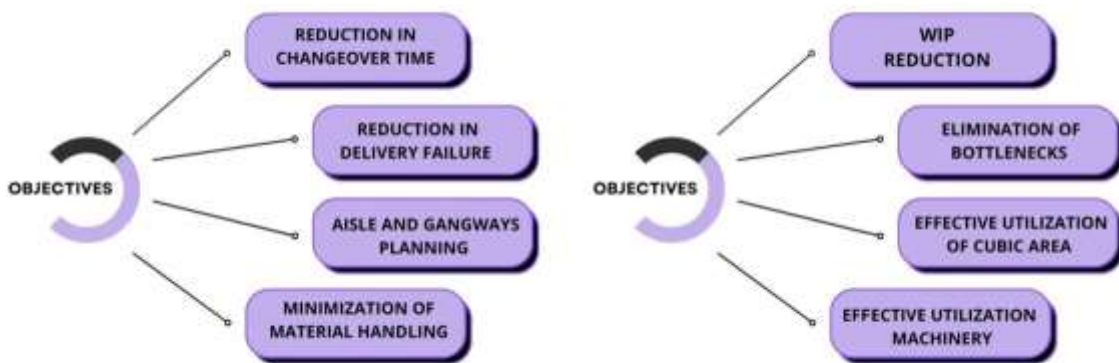 REDUCTION IN
CHANGEOVER TIME
REDUCTION IN
DELIVERY FAILURE
OBJECTIVES
AISLE AND GANGWAYS
PLANNING
MINIMIZATION OF
MATERIAL HANDLING
WIP
REDUCTION
ELIMINATION OF
BOTTLENECKS
OBJECTIVES
EFFECTIVE UTILIZATION
OF CUBIC AREA
EFFECTIVE UTILIZATION
MACHINERY